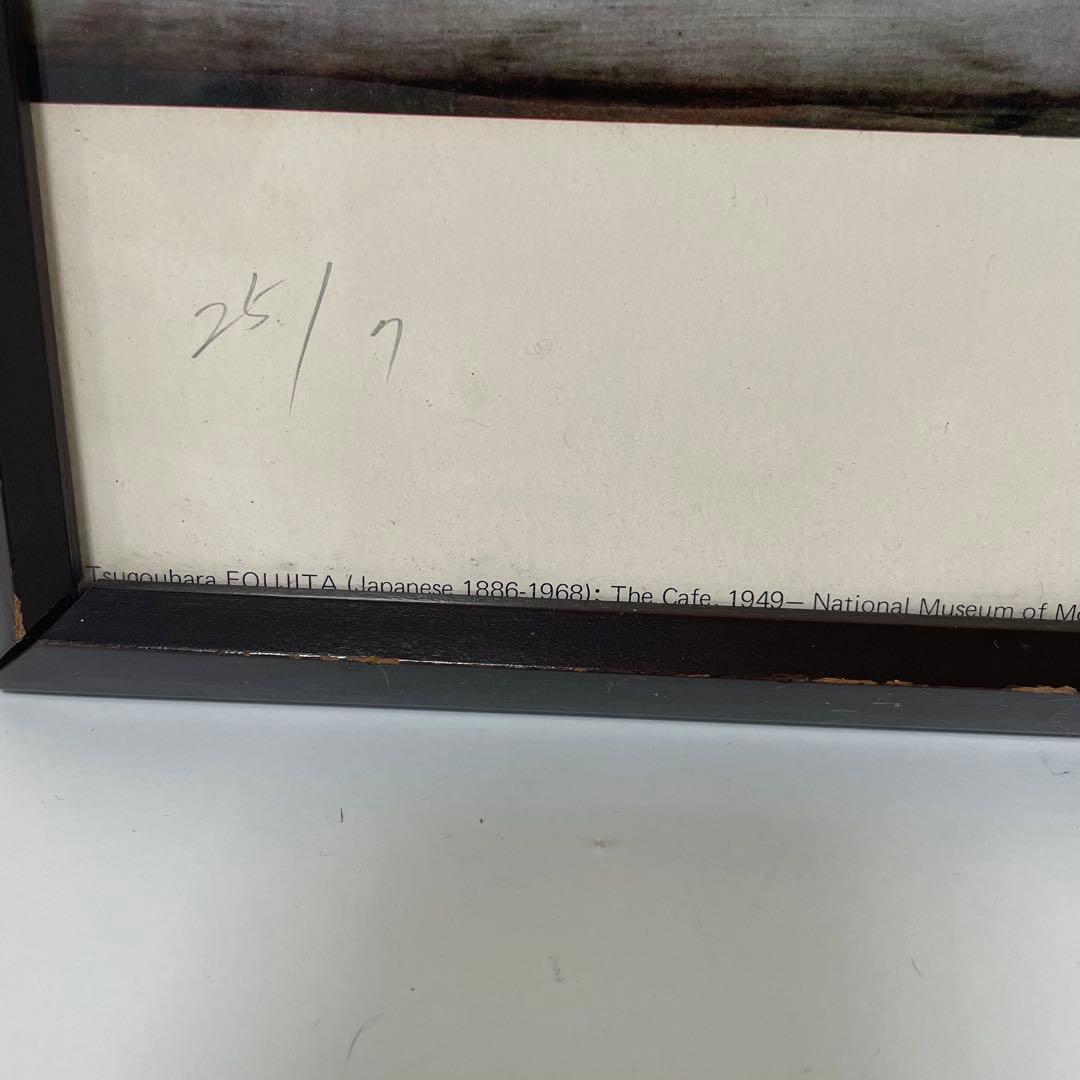 25/7
Tsugouhara FOUJITA (Japanese 1886-1968): The Cafe. 1949— National Museum of